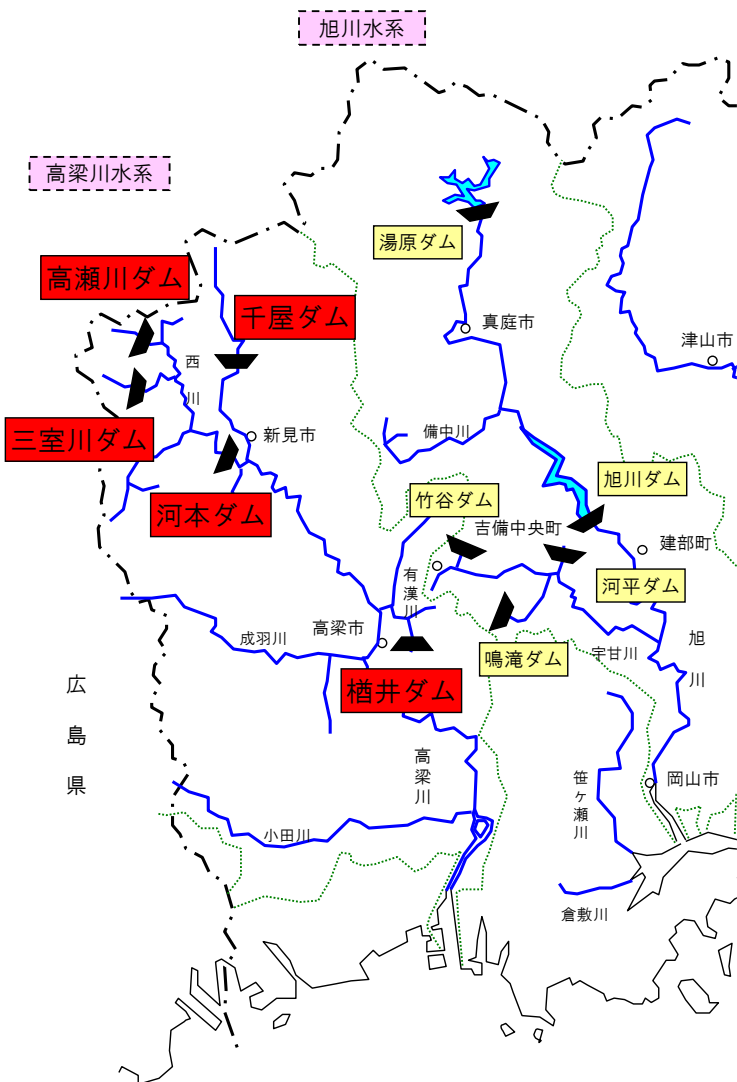 旭川水系
高梁川水系
湯原ダム
高瀬川ダム
千屋ダム
真庭市
津山市
西川
三室川ダム
新見市
備中川
河本ダム
竹谷ダム
旭川ダム
吉備中央町
建部町
有漢川
河平ダム
成羽川
高梁市
鳴滝ダム
宇甘川
旭川
楢井ダム
広島県
高梁川
笹ヶ瀬川
岡山市
小田川
倉敷川